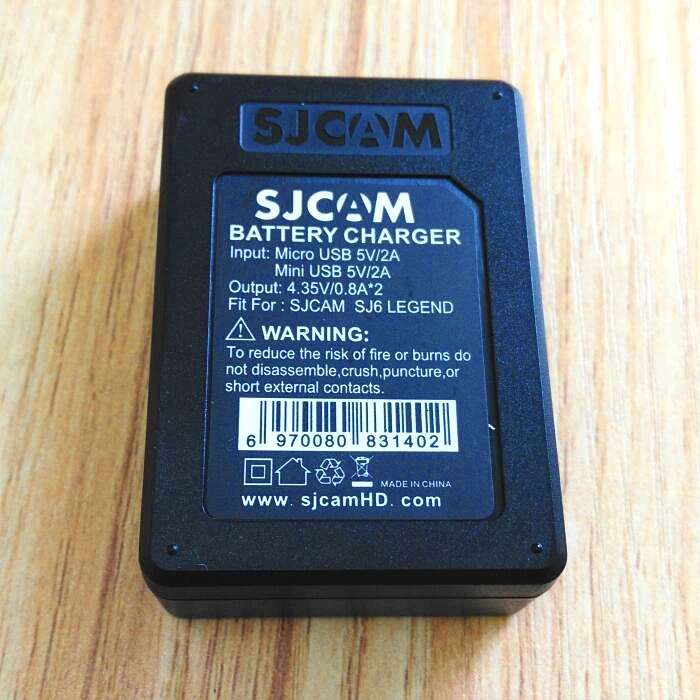 SJCAM
SJCAM
BATTERY CHARGER
Input: Micro USB 5V/2A
Mini USB 5V/2A
Output: 4.35V/0.8A*2
Fit For : SJCAM SJ6 LEGEND
WARNING:
To reduce the risk of fire or burns do
not disassemble,crush,puncture,or
short external contacts.
6 970080 831402
MADE IN CHINA
www. sjcamHD. com